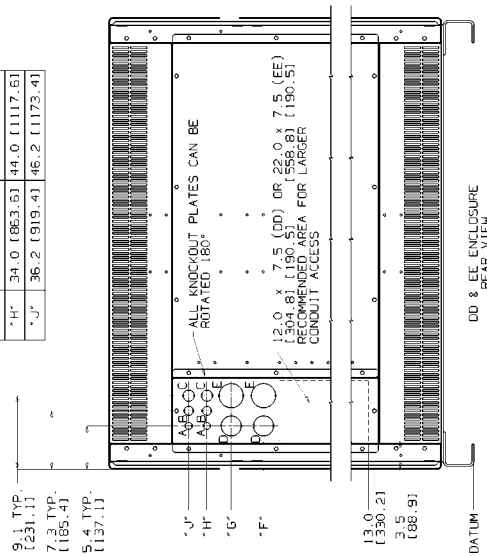 "H" 34.0 [863.6] 44.0 [1117.6]
"J" 36.2 [919.4] 46.2 [1173.4]
9.1 TYP.
[231.1]
7.3 TYP.
[185.4]
5.4 TYP.
[137.1]
"J"
"H"
"G"
"F"
A B C
A B C
D E
D F
ALL KNOCKOUT PLATES CAN BE
ROTATED 180°
12.0 x 7.5 (DD) OR 22.0 x 7.5 (EE)
[304.8] [190.5] [558.8] [190.5]
RECOMMENDED AREA FOR LARGER
CONDUIT ACCESS
13.0
[330.2]
3.5
[88.9]
DATUM
DD & EE ENCLOSURE
REAR VIEW